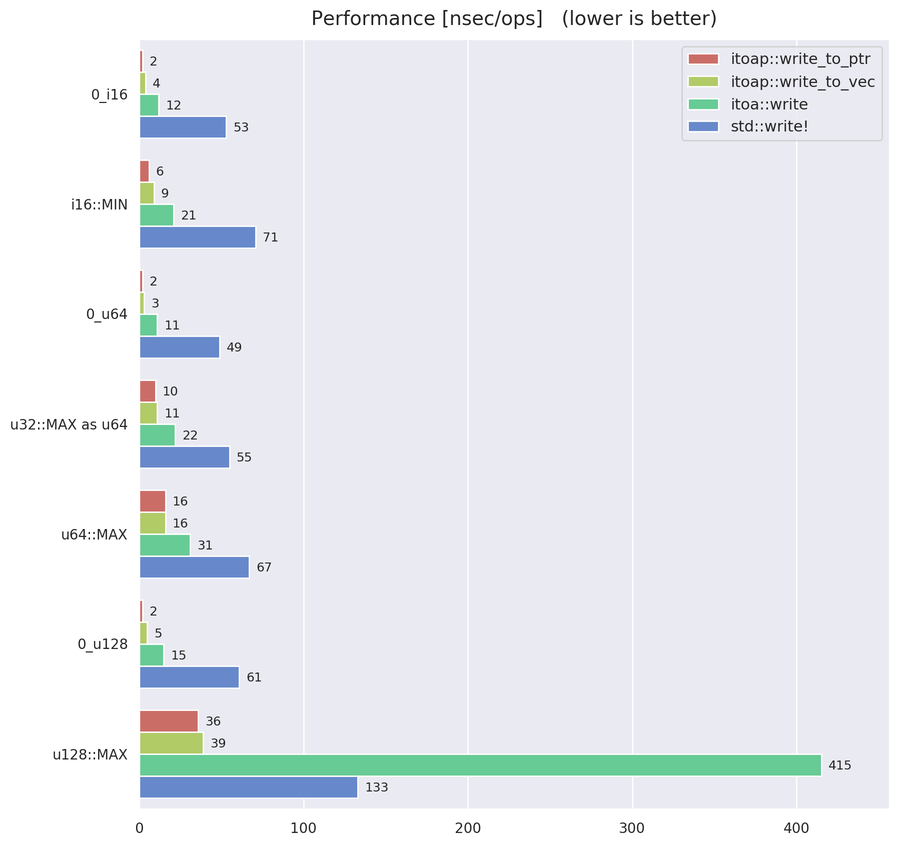 Performance [nsec/ops]   (lower is better)
itoap::write_to_ptr
itoap::write_to_vec
itoa::write
std::write!
0_i16
2
4
12
53
i16::MIN
6
9
21
71
0_u64
2
3
11
49
u32::MAX as u64
10
11
22
55
u64::MAX
16
16
31
67
0_u128
2
5
15
61
u128::MAX
36
39
415
133
0 100 200 300 400